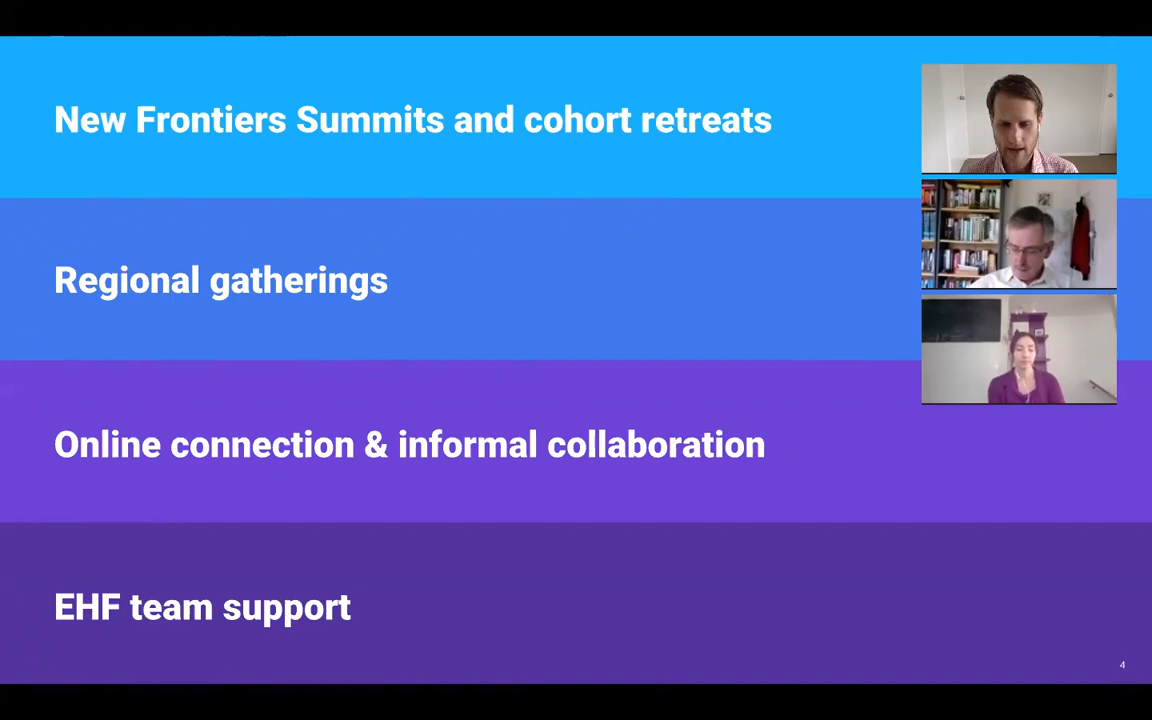 New Frontiers Summits and cohort retreats
Regional gatherings
Online connection & informal collaboration
EHF team support
4